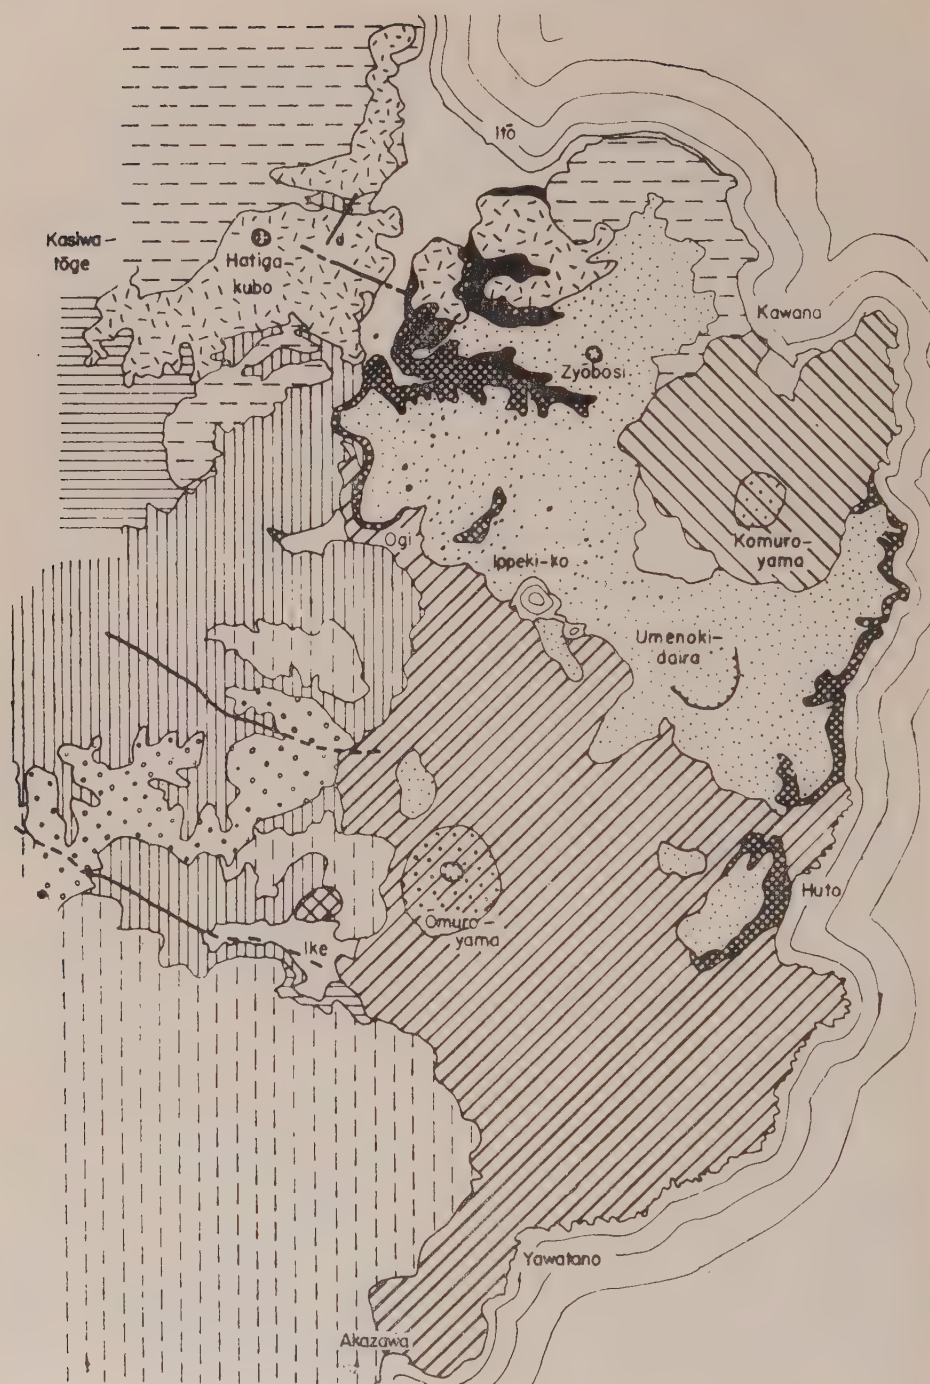 Itō
Kasiwa-
tōge
Hatiga-
kubo
d
Kawana
Zyōbosi
Komuro-
yama
Ogi
Ippeki-ko
Umenoki-
daira
Ōmuro-
yama
Huto
Ike
Yawatano
Akazawa